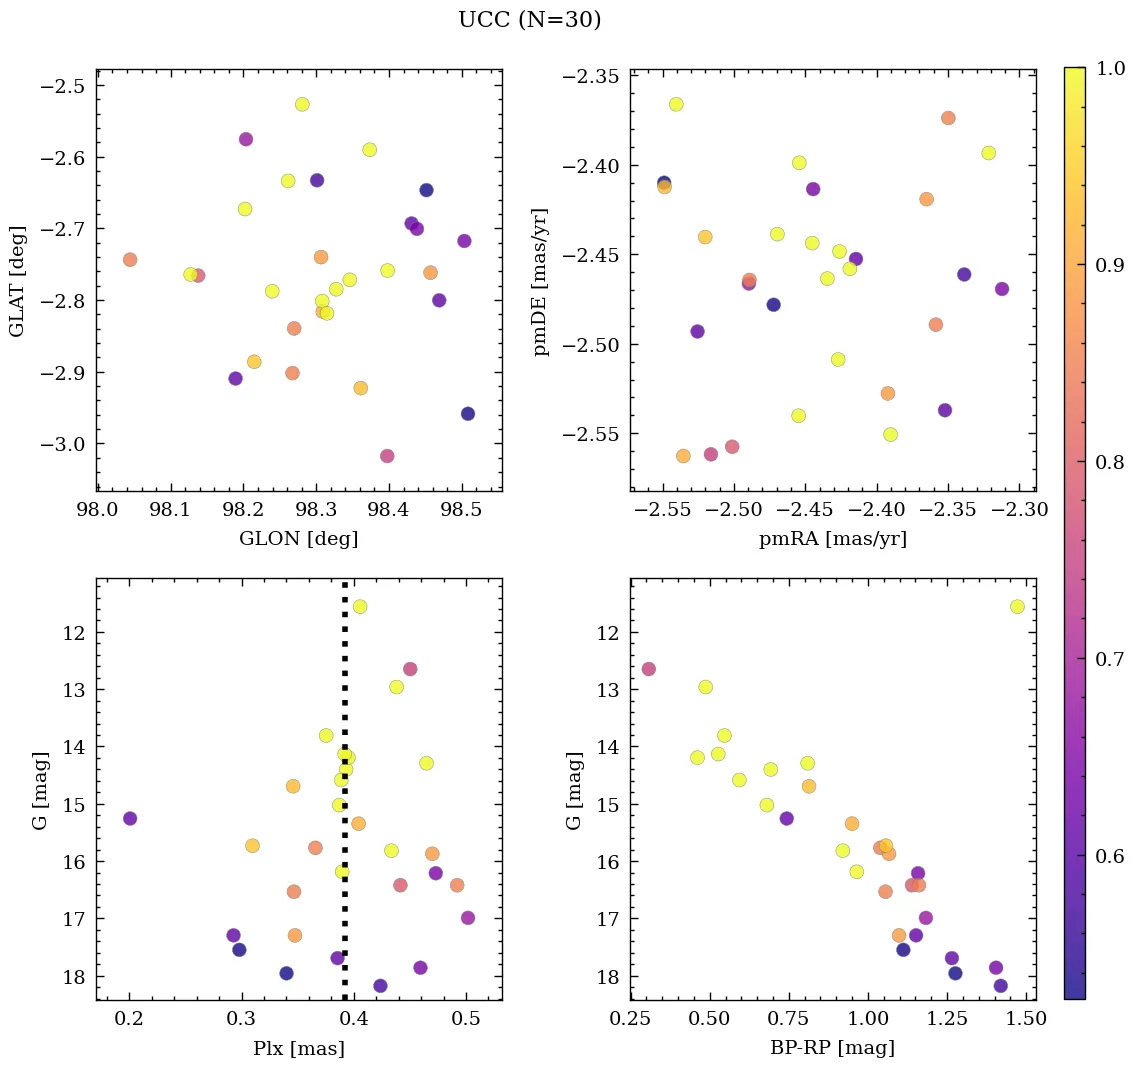 UCC (N=30)
−2.5
−2.6
−2.7
−2.8
−2.9
−3.0
GLAT [deg]
98.0 98.1 98.2 98.3 98.4 98.5
GLON [deg]
−2.35
−2.40
−2.45
−2.50
−2.55
pmDE [mas/yr]
−2.55 −2.50 −2.45 −2.40 −2.35 −2.30
pmRA [mas/yr]
12
13
14
15
16
17
18
G [mag]
0.2 0.3 0.4 0.5
Plx [mas]
12
13
14
15
16
17
18
G [mag]
0.25 0.50 0.75 1.00 1.25 1.50
BP-RP [mag]
1.0
0.9
0.8
0.7
0.6